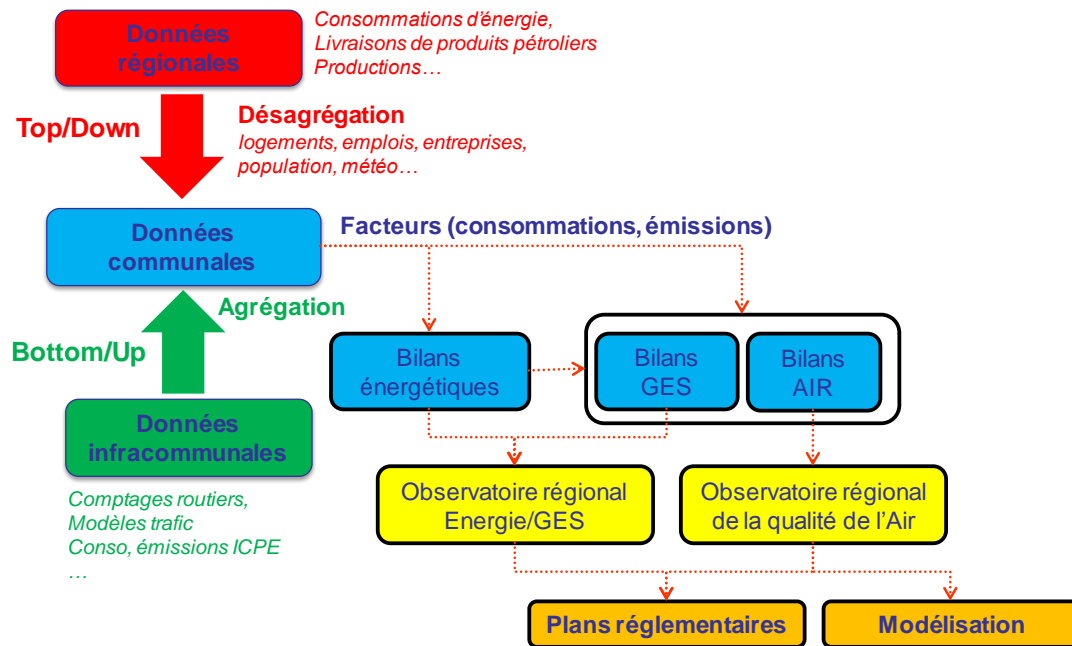 Données
régionales
Consommations d'énergie,
Livraisons de produits pétroliers
Productions…
Top/Down
Désagrégation
logements, emplois, entreprises,
population, météo…
Données
communales
Facteurs (consommations, émissions)
Agrégation
Bottom/Up
Bilans
énergétiques
Bilans
GES
Bilans
AIR
Données
infracommunales
Comptages routiers,
Modèles trafic
Conso, émissions ICPE
…
Observatoire régional
Energie/GES
Observatoire régional
de la qualité de l'Air
Plans réglementaires
Modélisation